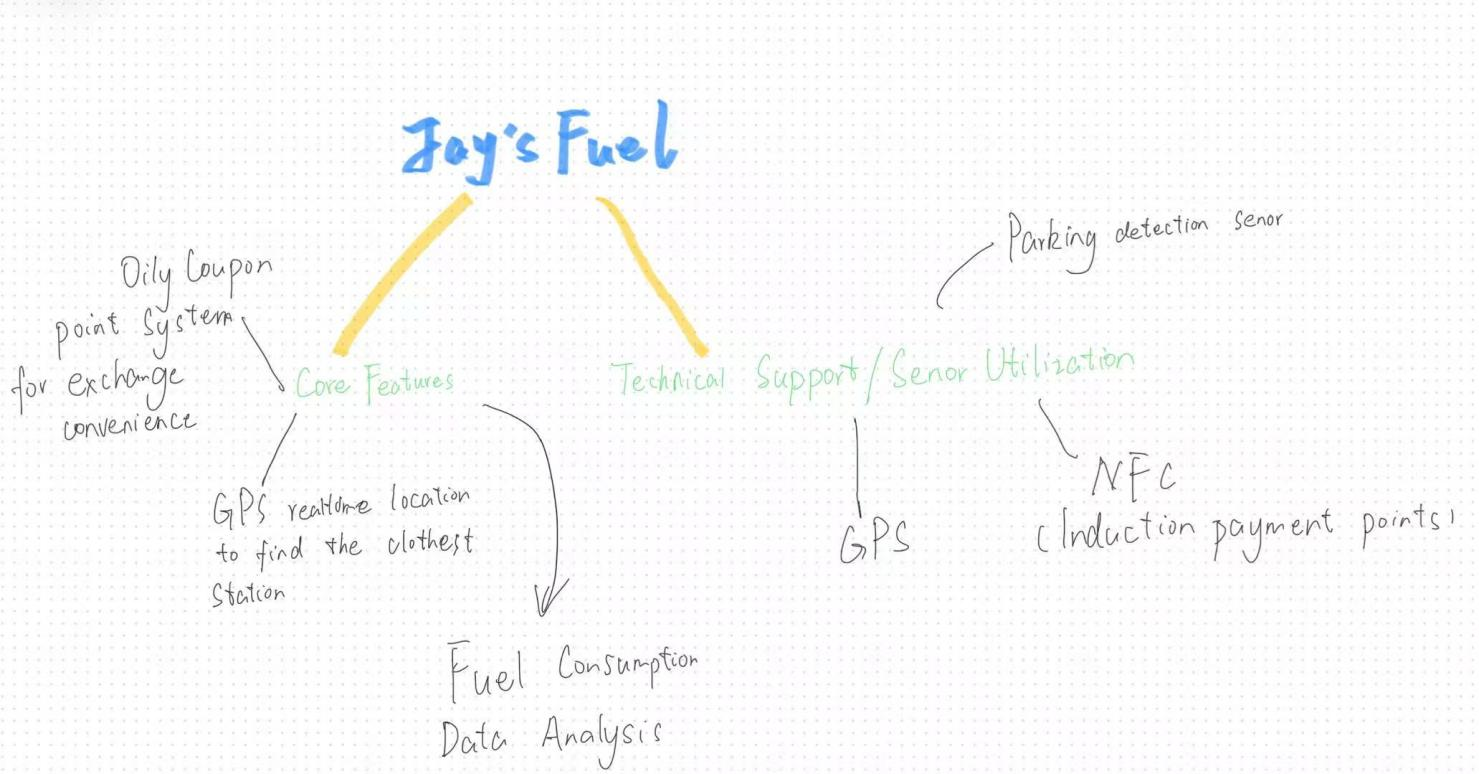 Jay's Fuel
Parking detection senor
Oily Coupon
point System
for exchange
convenience
Core Features
Technical Support/Senor Utilization
GPS realtime location
to find the clothest
Station
GPS
NFC
(Induction payment points)
Fuel Consumption
Data Analysis